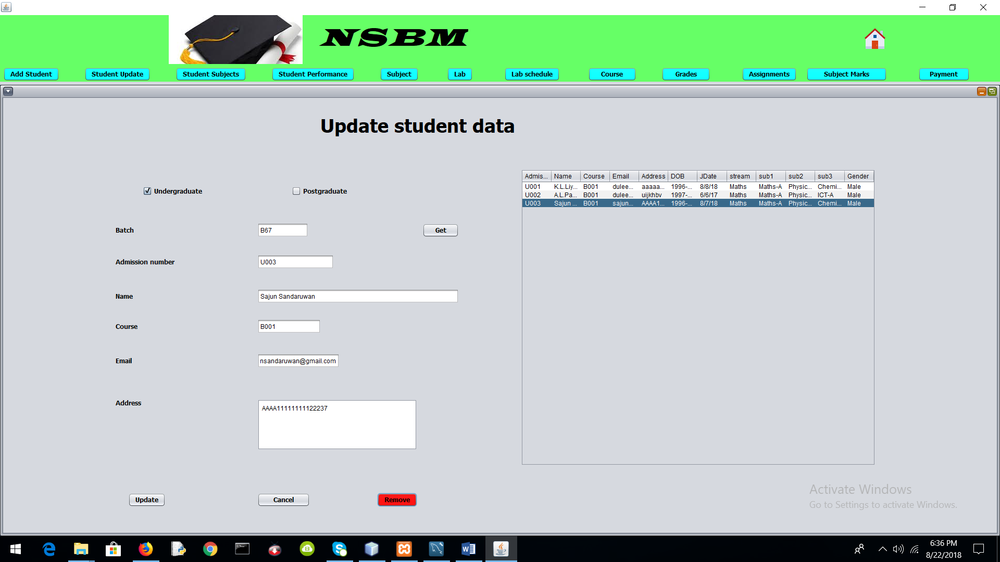 NSBM
Add Student Student Update Student Subjects Student Performance Subject Lab Lab schedule Course Grades Assignments Subject Marks Payment
Update student data
Undergraduate Postgraduate
Batch B67 Get
Admission number U003
Name Sajun Sandaruwan
Course B001
Email nsandaruwan@gmail.com
Address AAAA11111111122237
Update Cancel Remove
Admis... Name Course Email Address DOB JDate stream sub1 sub2 sub3 Gender
U001 K.L.Liy... B001 dulee... aaaaa... 1996-... 8/8/18 Maths Maths-A Physic... Chemi... Male
U002 A.L.Pa... B001 dulee... uijkhbv 1997-... 6/6/17 Maths Maths-A Physic... ICT-A Male
U003 Sajun ... B001 sajun... AAAA1... 1996-... 8/7/18 Maths Maths-A Physic... Chemi... Male
Activate Windows
Go to Settings to activate Windows.
6:36 PM
8/22/2018